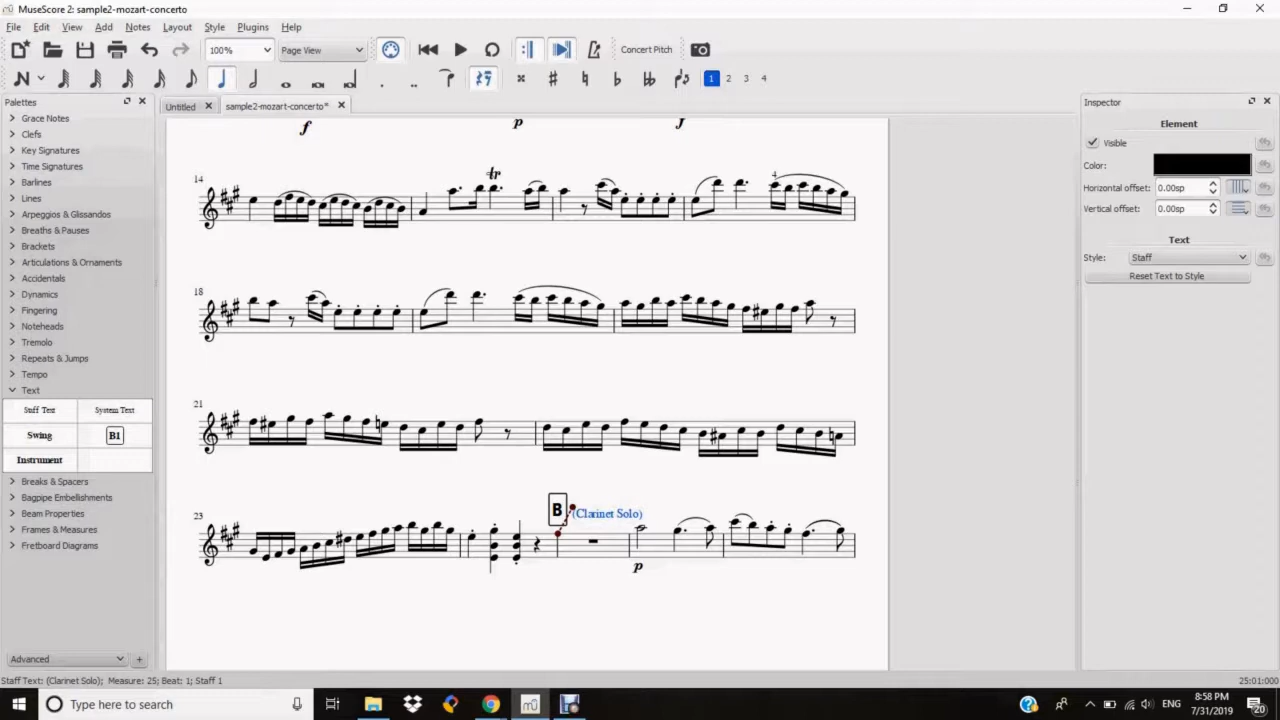 MuseScore 2: sample2-mozart-concerto
File Edit View Add Notes Layout Style Plugins Help
100% Page View Concert Pitch
1 2 3 4
Palettes
Untitled sample2-mozart-concerto*
Inspector
Grace Notes
Clefs
Key Signatures
Time Signatures
Barlines
Lines
Arpeggios & Glissandos
Breaths & Pauses
Brackets
Articulations & Ornaments
Accidentals
Dynamics
Fingering
Noteheads
Tremolo
Repeats & Jumps
Tempo
Text
Staff Text System Text
Swing B1
Instrument
Breaks & Spacers
Bagpipe Embellishments
Beam Properties
Frames & Measures
Fretboard Diagrams
Advanced
f p f
14 tr 4
18
21
B (Clarinet Solo)
23
p
Element
Visible
Color:
Horizontal offset: 0.00sp
Vertical offset: 0.00sp
Text
Style: Staff
Reset Text to Style
Staff Text: (Clarinet Solo); Measure: 25; Beat: 1; Staff 1 25:01:000
Type here to search
ENG
8:58 PM
7/31/2019
20